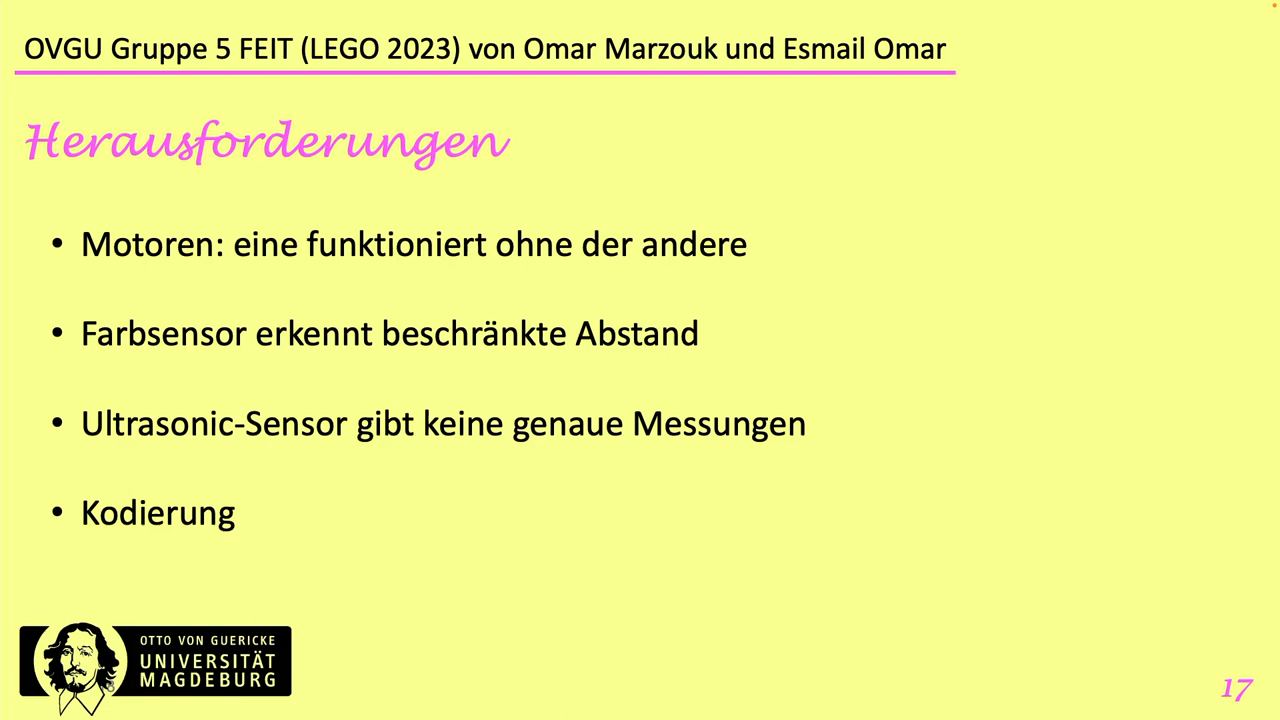 OVGU Gruppe 5 FEIT (LEGO 2023) von Omar Marzouk und Esmail Omar
Herausforderungen
• Motoren: eine funktioniert ohne der andere
• Farbsensor erkennt beschränkte Abstand
• Ultrasonic-Sensor gibt keine genaue Messungen
• Kodierung
OTTO VON GUERICKE
UNIVERSITÄT
MAGDEBURG
17